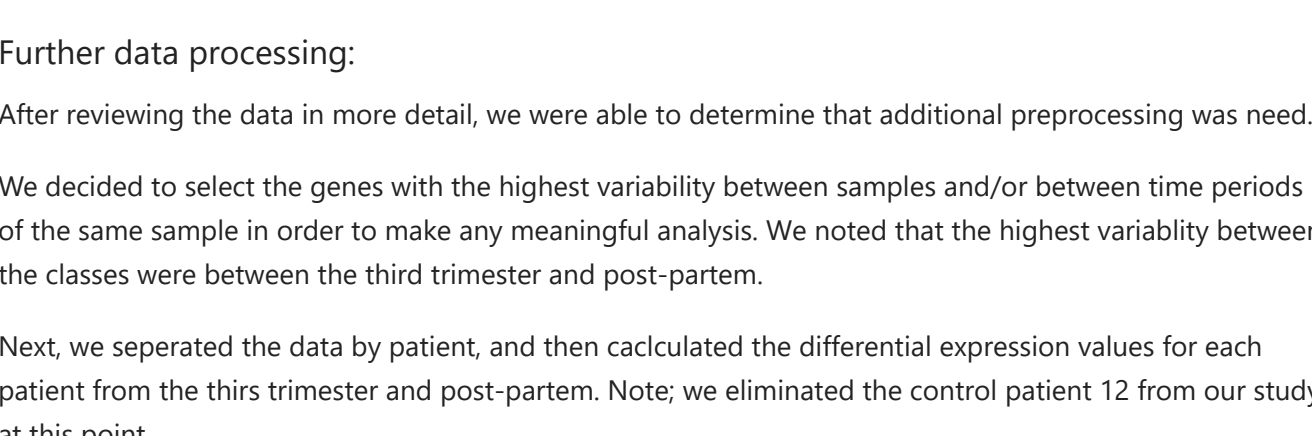 Further data processing:
After reviewing the data in more detail, we were able to determine that additional preprocessing was need.
We decided to select the genes with the highest variability between samples and/or between time periods
of the same sample in order to make any meaningful analysis. We noted that the highest variablity between
the classes were between the third trimester and post-partem.
Next, we seperated the data by patient, and then caclculated the differential expression values for each
patient from the thirs trimester and post-partem. Note; we eliminated the control patient 12 from our study
at this point